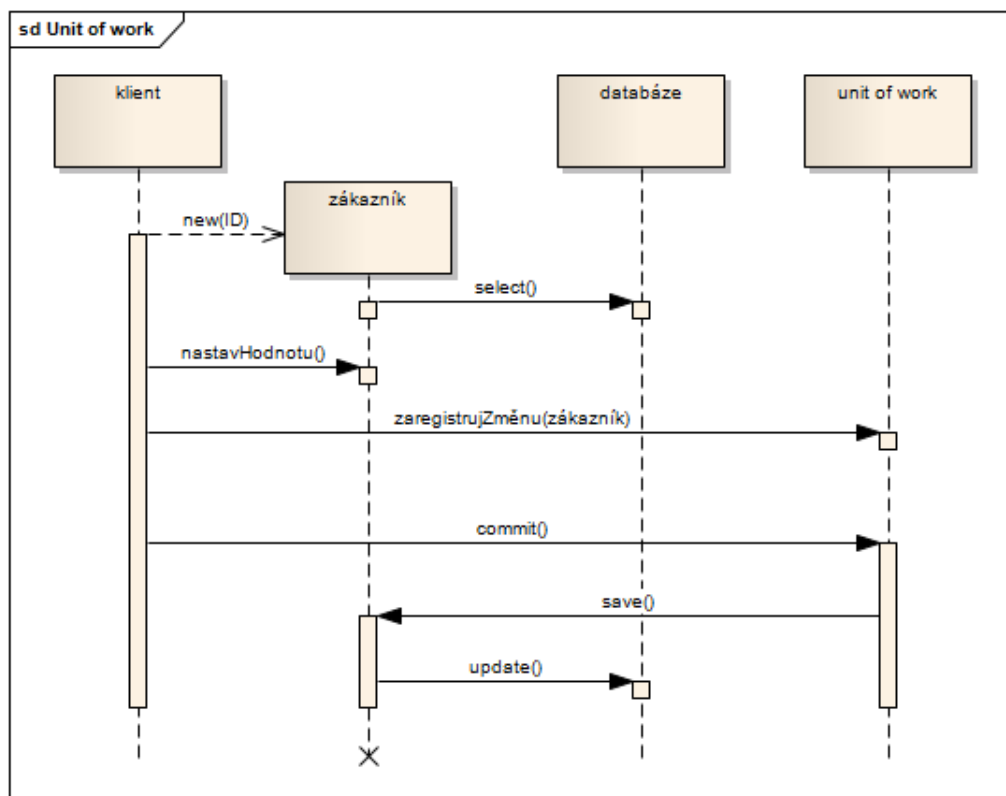 sd Unit of work
klient
databáze
unit of work
zákazník
new(ID)
select()
nastavHodnotu()
zaregistrujZměnu(zákazník)
commit()
save()
update()